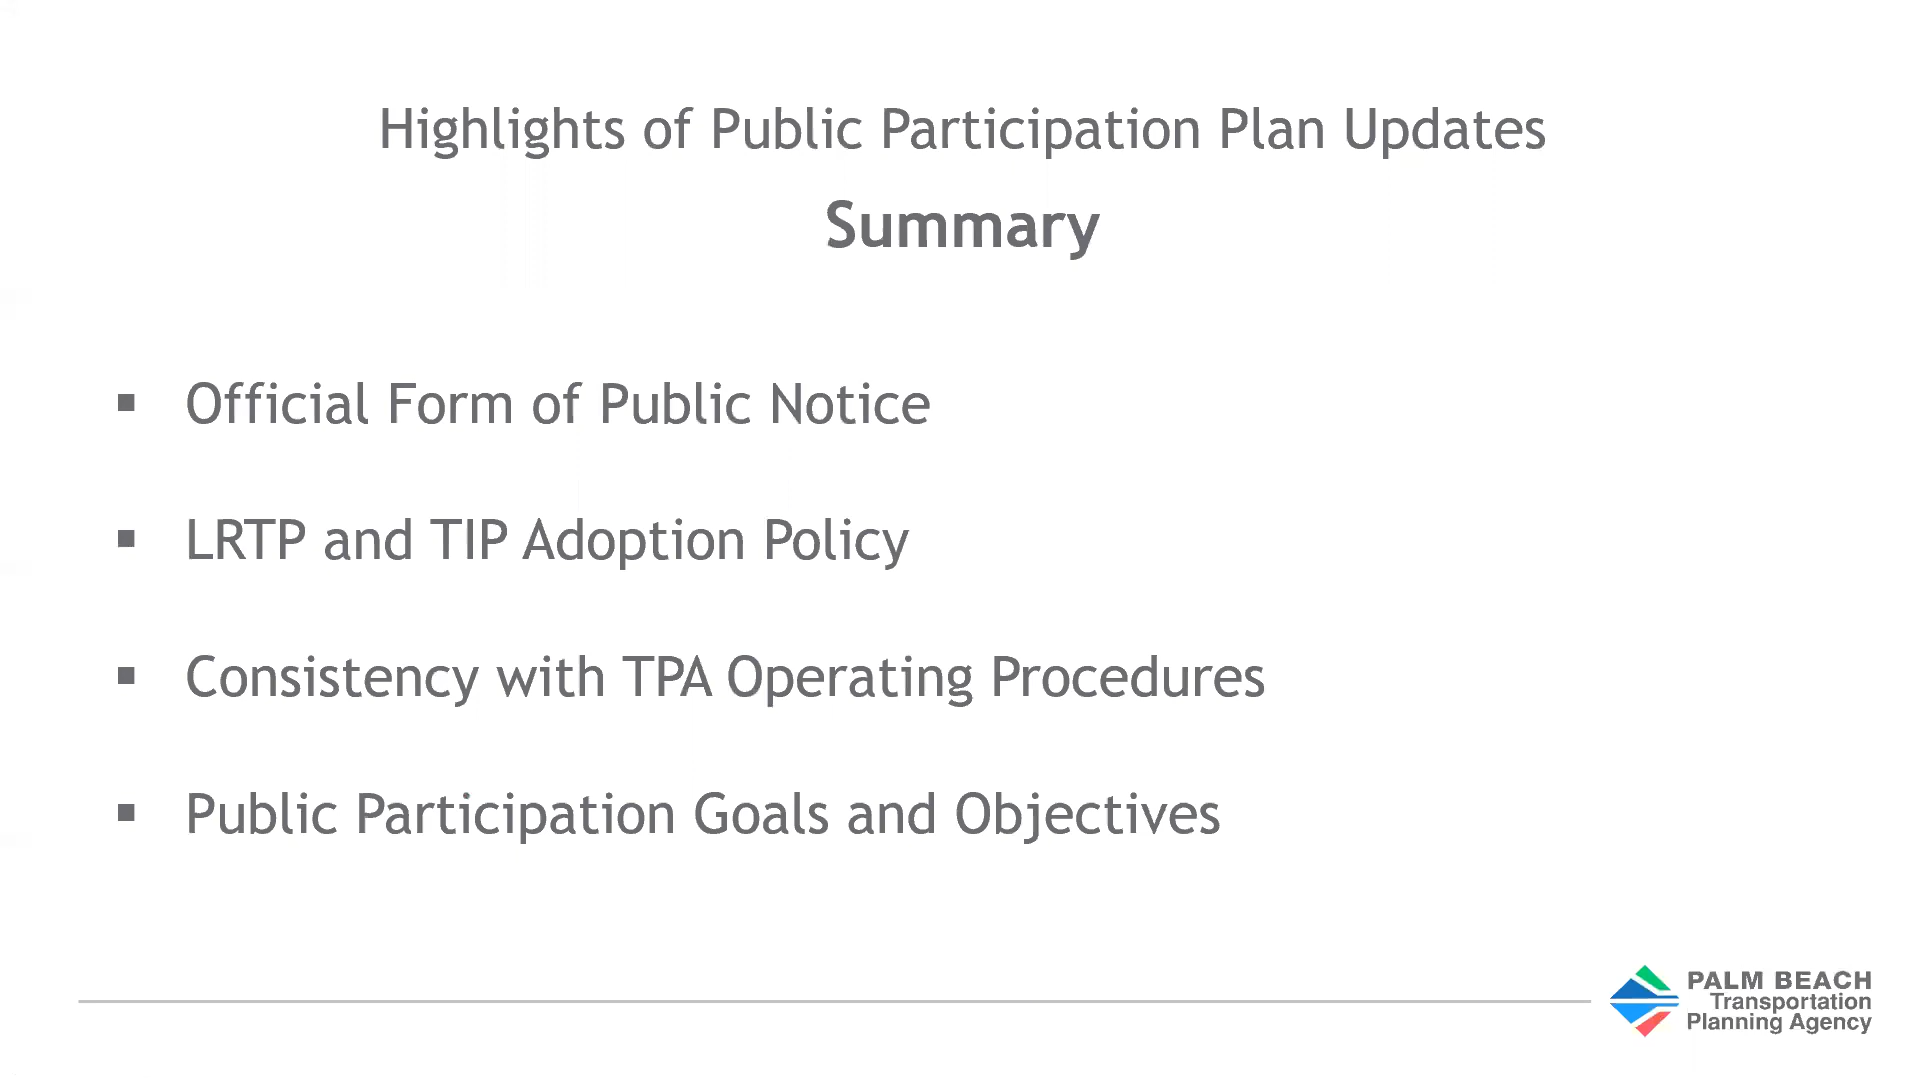 Highlights of Public Participation Plan Updates
Summary
▪ Official Form of Public Notice
▪ LRTP and TIP Adoption Policy
▪ Consistency with TPA Operating Procedures
▪ Public Participation Goals and Objectives
PALM BEACH
Transportation
Planning Agency